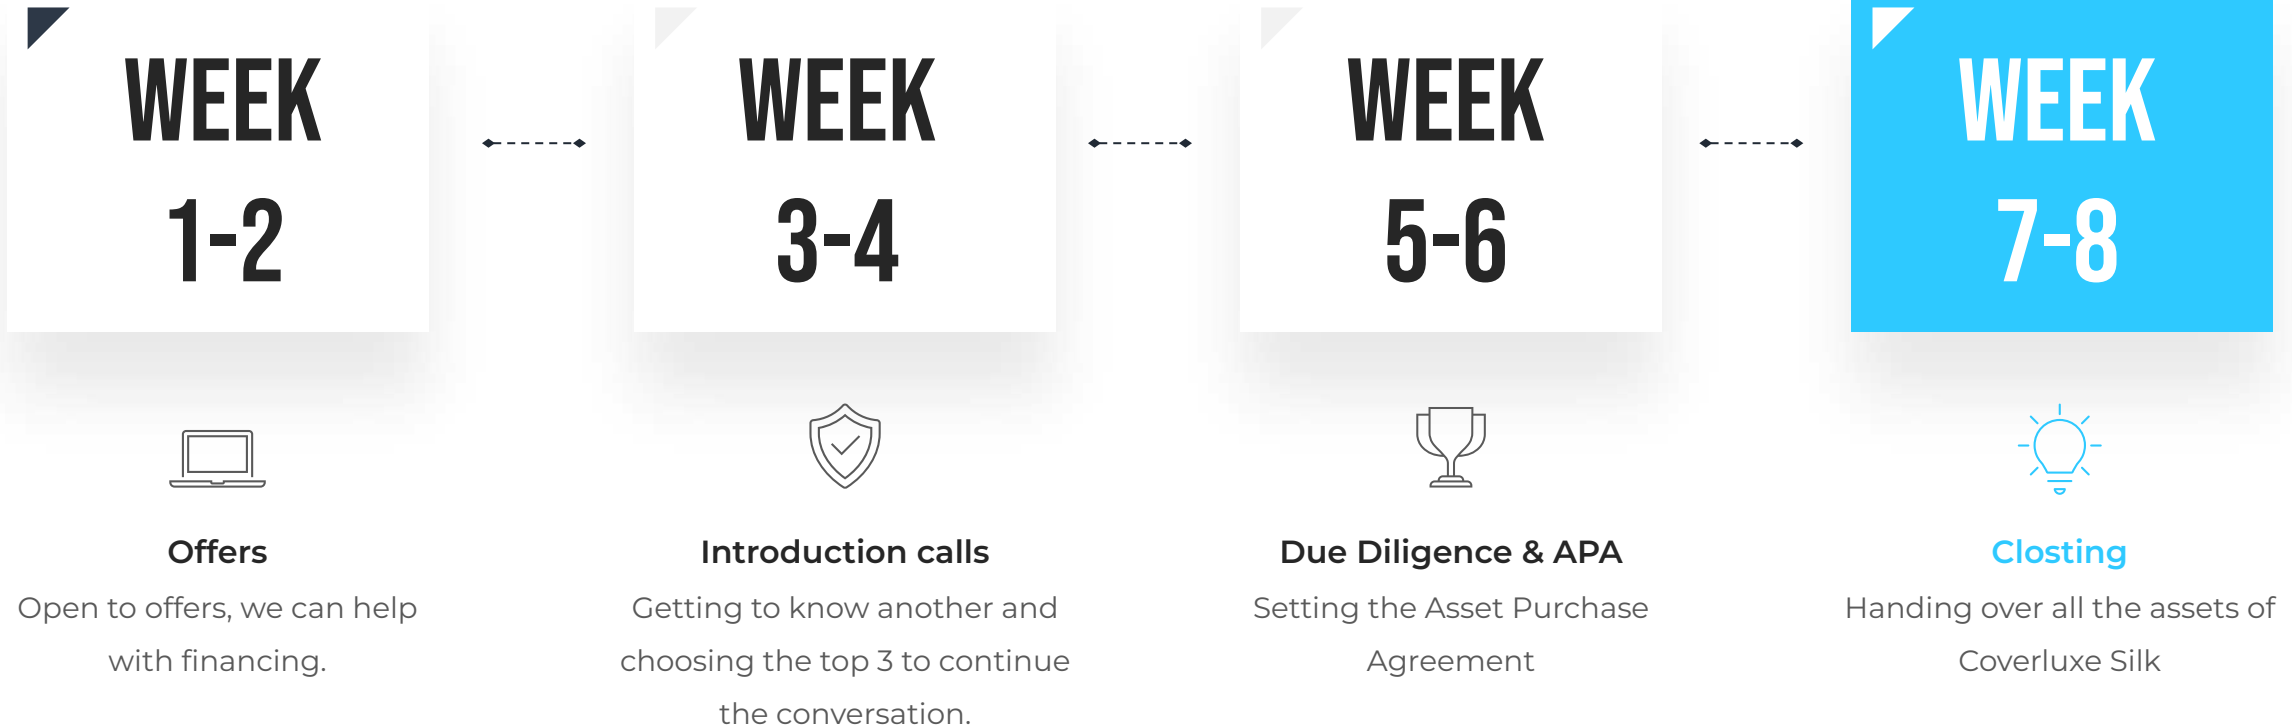 WEEK
1-2
WEEK
3-4
WEEK
5-6
WEEK
7-8
Offers
Open to offers, we can help
with financing.
Introduction calls
Getting to know another and
choosing the top 3 to continue
the conversation.
Due Diligence & APA
Setting the Asset Purchase
Agreement
Closting
Handing over all the assets of
Coverluxe Silk